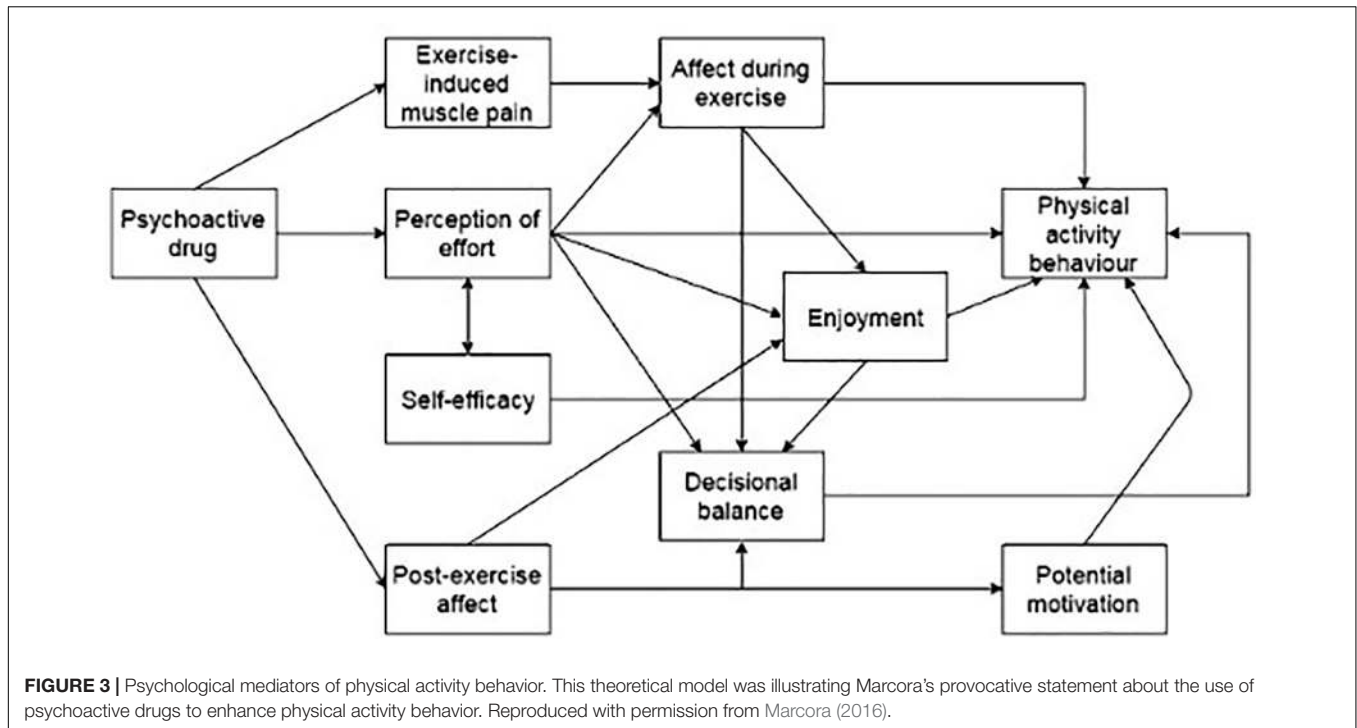 Exercise-
induced
muscle pain
Affect during
exercise
Psychoactive
drug
Perception of
effort
Physical
activity
behaviour
Enjoyment
Self-efficacy
Decisional
balance
Post-exercise
affect
Potential
motivation
FIGURE 3 | Psychological mediators of physical activity behavior. This theoretical model was illustrating Marcora's provocative statement about the use of
psychoactive drugs to enhance physical activity behavior. Reproduced with permission from Marcora (2016).